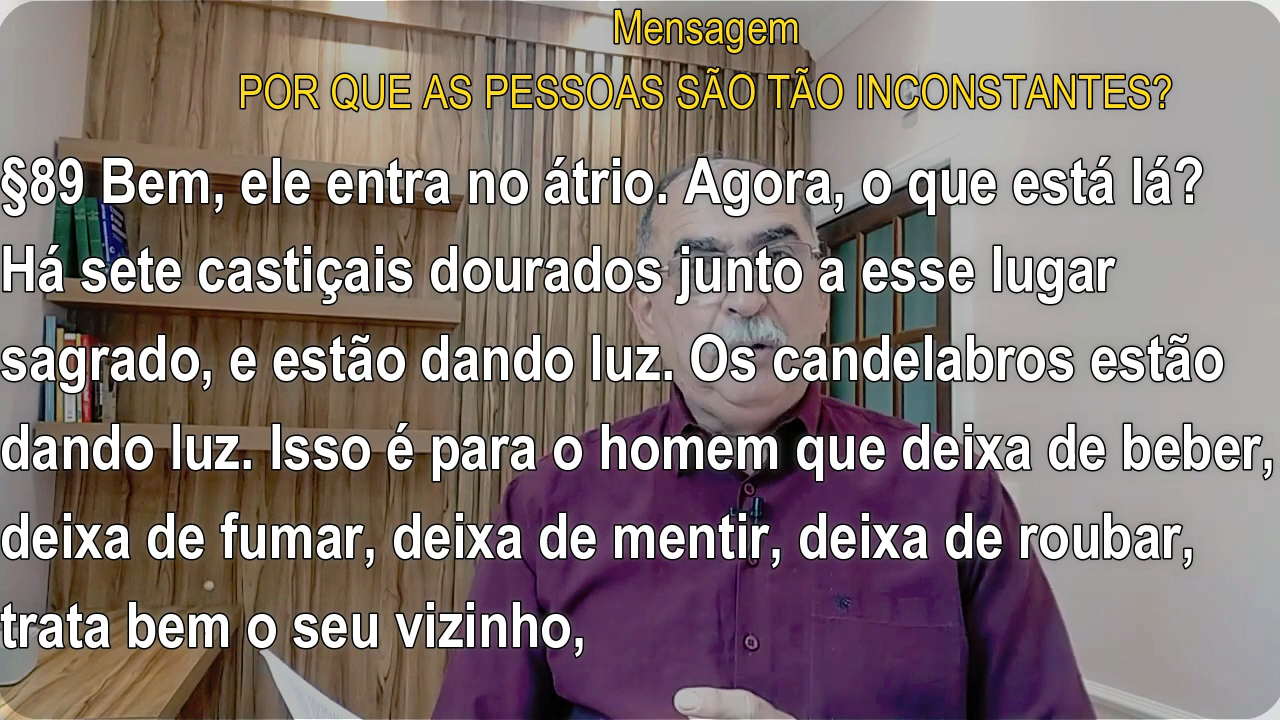 Mensagem
POR QUE AS PESSOAS SÃO TÃO INCONSTANTES?
§89 Bem, ele entra no átrio. Agora, o que está lá?
Há sete castiçais dourados junto a esse lugar
sagrado, e estão dando luz. Os candelabros estão
dando luz. Isso é para o homem que deixa de beber,
deixa de fumar, deixa de mentir, deixa de roubar,
trata bem o seu vizinho,